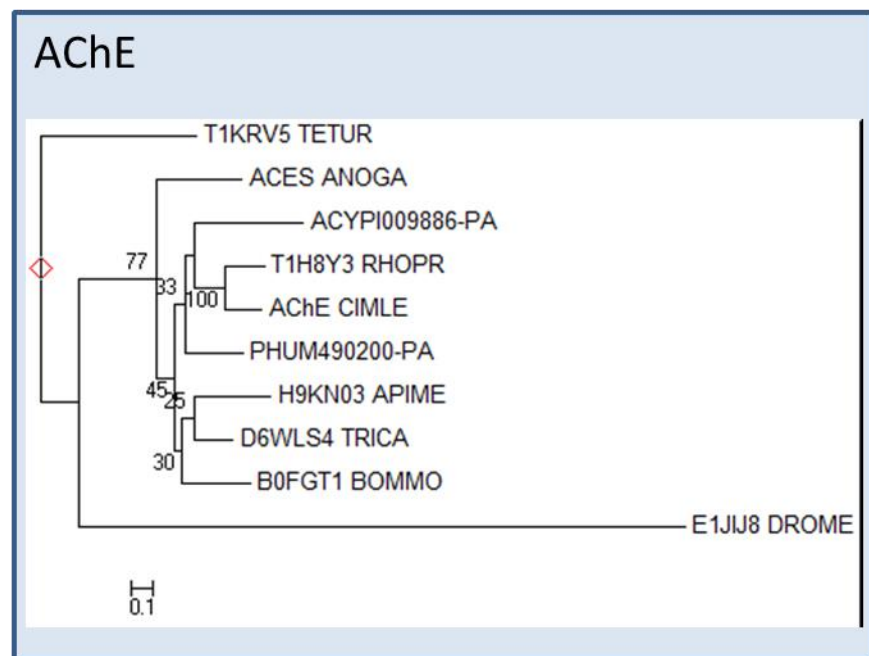 AChE
T1KRV5 TETUR
ACES ANOGA
ACYPI009886-PA
77
T1H8Y3 RHOPR
33
100
AChE CIMLE
PHUM490200-PA
45
25
H9KN03 APIME
D6WLS4 TRICA
30
B0FGT1 BOMMO
E1JIJ8 DROME
0.1